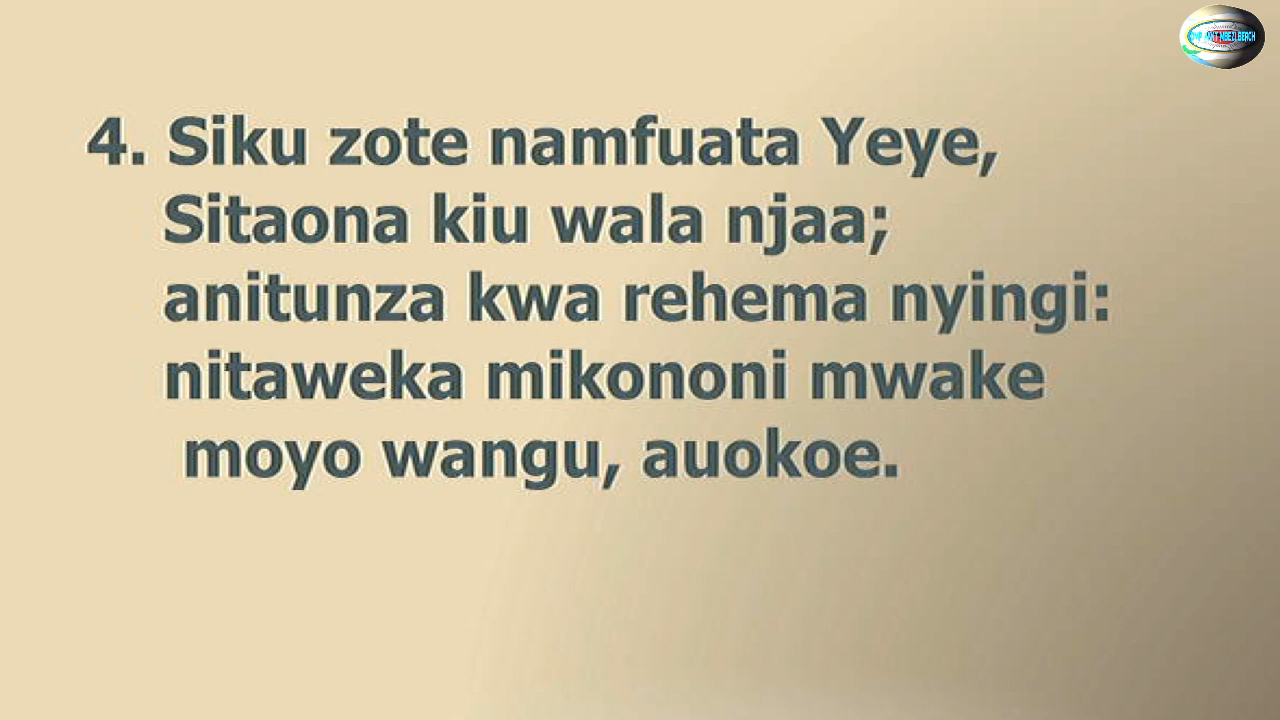 4. Siku zote namfuata Yeye,
Sitaona kiu wala njaa;
anitunza kwa rehema nyingi:
nitaweka mikononi mwake
moyo wangu, auokoe.